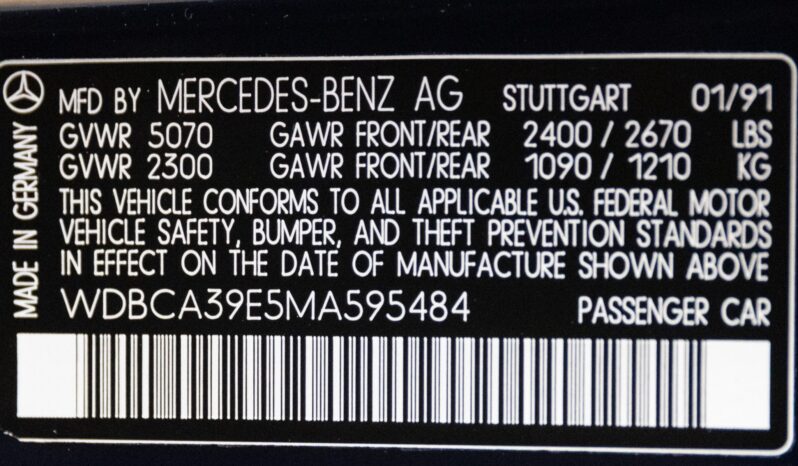 MFD BY MERCEDES-BENZ AG STUTTGART 01/91
GVWR 5070 GAWR FRONT/REAR 2400 / 2670 LBS
GVWR 2300 GAWR FRONT/REAR 1090 / 1210 KG
THIS VEHICLE CONFORMS TO ALL APPLICABLE U.S. FEDERAL MOTOR
VEHICLE SAFETY, BUMPER, AND THEFT PREVENTION STANDARDS
IN EFFECT ON THE DATE OF MANUFACTURE SHOWN ABOVE
WDBCA39E5MA595484 PASSENGER CAR
MADE IN GERMANY